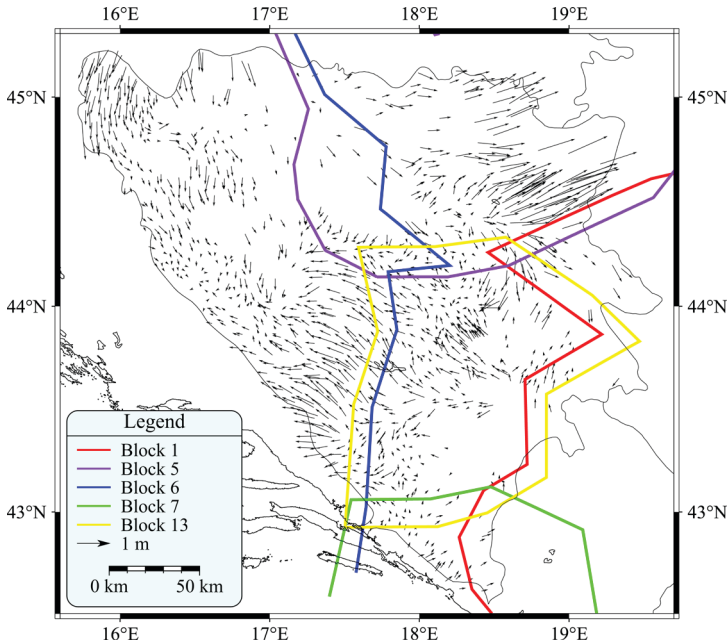 16°E 17°E 18°E 19°E
45°N 45°N
44°N 44°N
43°N 43°N
Legend
Block 1
Block 5
Block 6
Block 7
Block 13
1 m
0 km 50 km
16°E 17°E 18°E 19°E